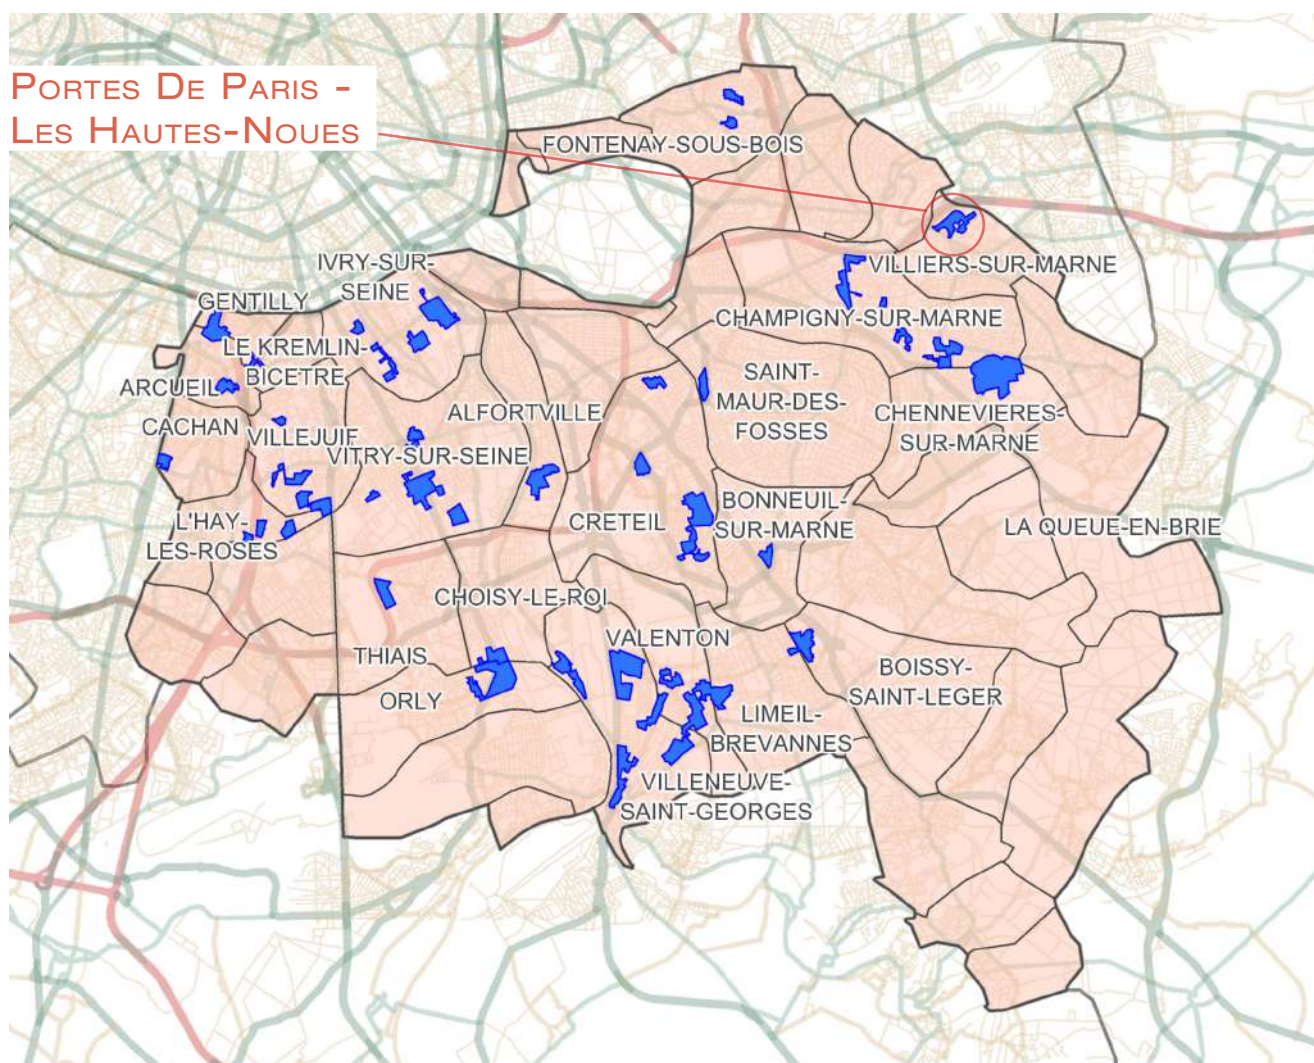 PORTES DE PARIS -
LES HAUTES-NOUES
FONTENAY-SOUS-BOIS
VILLIERS-SUR-MARNE
IVRY-SUR-
SEINE
GENTILLY
CHAMPIGNY-SUR-MARNE
LE KREMLIN-
BICETRE
ARCUEIL
SAINT-
MAUR-DES-
FOSSES
CACHAN
VILLEJUIF
ALFORTVILLE
CHENNEVIERES-
SUR-MARNE
VITRY-SUR-SEINE
L'HAY-
LES-ROSES
CRETEIL
BONNEUIL-
SUR-MARNE
LA QUEUE-EN-BRIE
CHOISY-LE-ROI
THIAIS
VALENTON
BOISSY-
SAINT-LEGER
ORLY
LIMEIL-
BREVANNES
VILLENEUVE-
SAINT-GEORGES